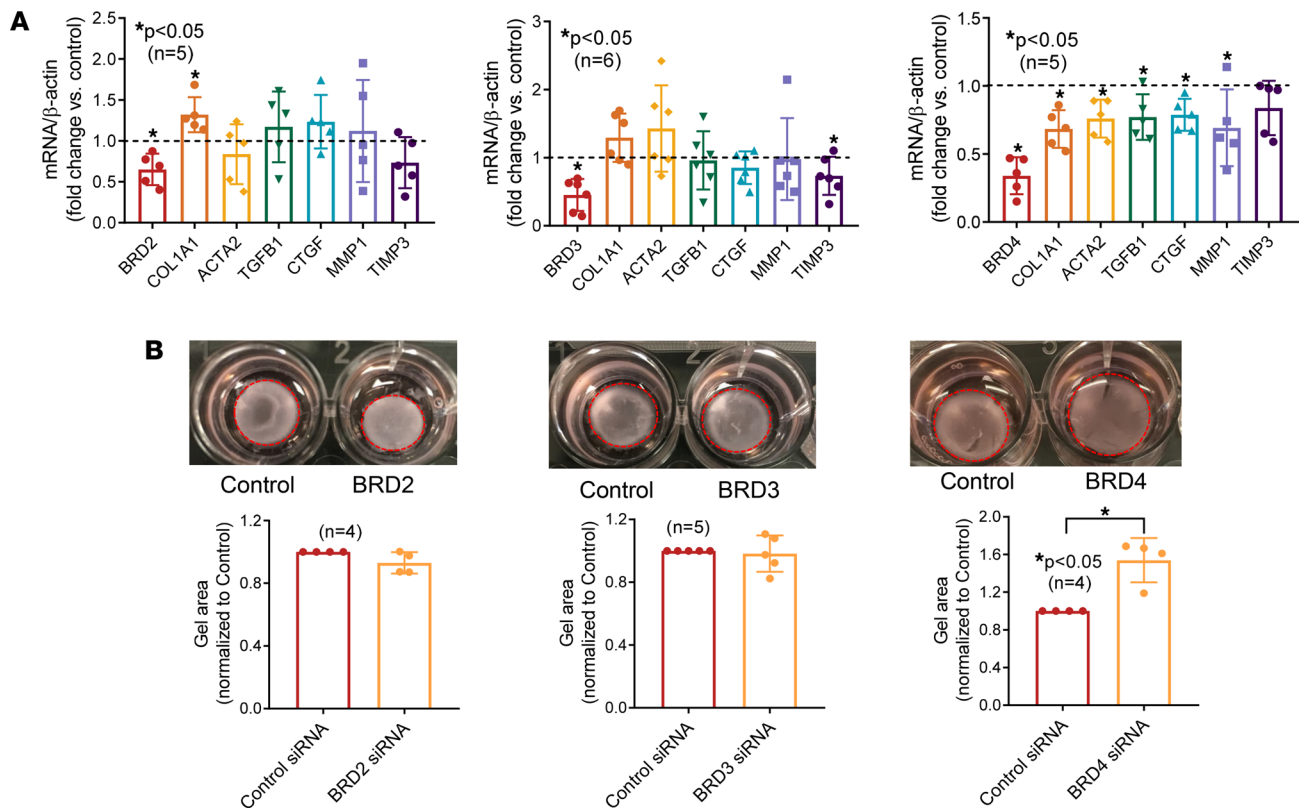 A
mRNA/β-actin
(fold change vs. control)
2.5
2.0
1.5
1.0
0.5
0.0
*p<0.05
(n=5)
*
*
BRD2
COL1A1
ACTA2
TGFB1
CTGF
MMP1
TIMP3
mRNA/β-actin
(fold change vs. control)
3
2
1
0
*p<0.05
(n=6)
*
*
BRD3
COL1A1
ACTA2
TGFB1
CTGF
MMP1
TIMP3
mRNA/β-actin
(fold change vs. control)
1.5
1.0
0.5
0.0
*p<0.05
(n=5)
*
*
*
*
*
*
BRD4
COL1A1
ACTA2
TGFB1
CTGF
MMP1
TIMP3
B
1 2
Control BRD2
1 2
Control BRD3
Control BRD4
Gel area
(normalized to Control)
1.2
0.8
0.4
0.0
(n=4)
Control siRNA
BRD2 siRNA
Gel area
(normalized to Control)
1.2
0.8
0.4
0.0
(n=5)
Control siRNA
BRD3 siRNA
Gel area
(normalized to Control)
2.0
1.6
1.2
0.8
0.4
0.0
*
*p<0.05
(n=4)
Control siRNA
BRD4 siRNA